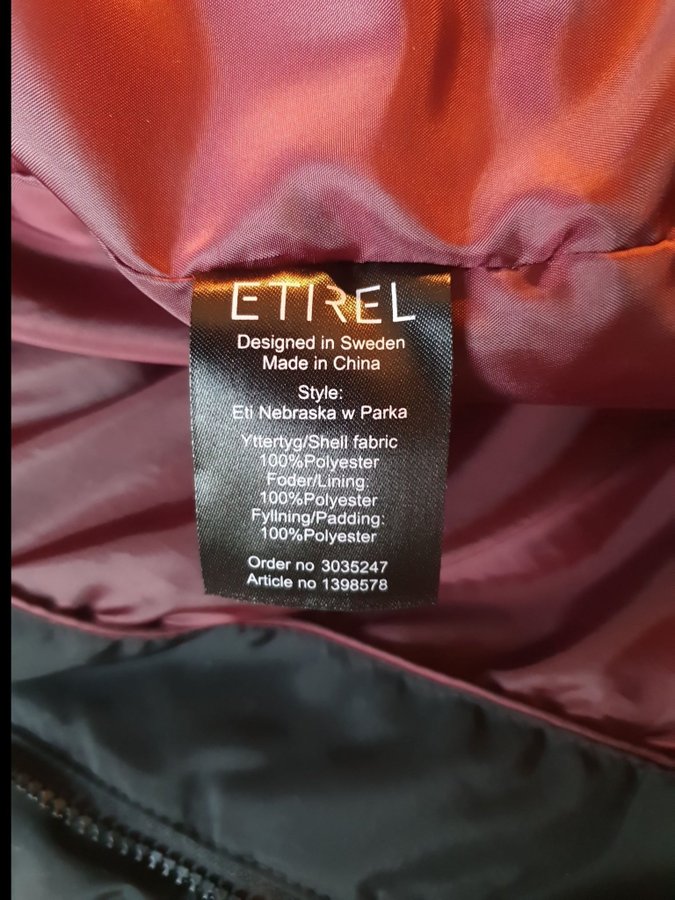 ETIREL
Designed in Sweden
Made in China
Style:
Eti Nebraska w Parka
Yttertyg/Shell fabric
100%Polyester
Foder/Lining:
100%Polyester
Fyllning/Padding:
100%Polyester
Order no 3035247
Article no 1398578